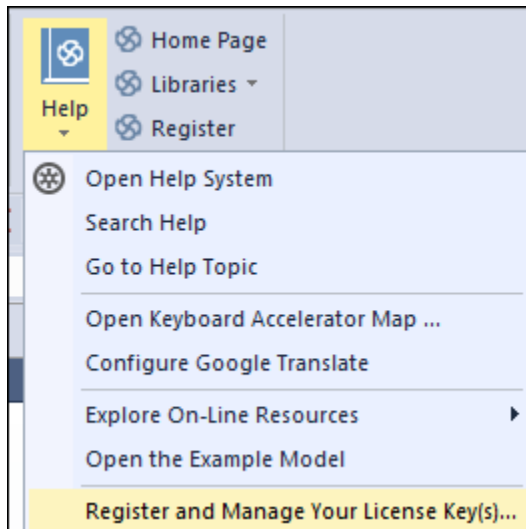 Home Page
Libraries
Help
Register
Open Help System
Search Help
Go to Help Topic
Open Keyboard Accelerator Map ...
Configure Google Translate
Explore On-Line Resources
Open the Example Model
Register and Manage Your License Key(s)...